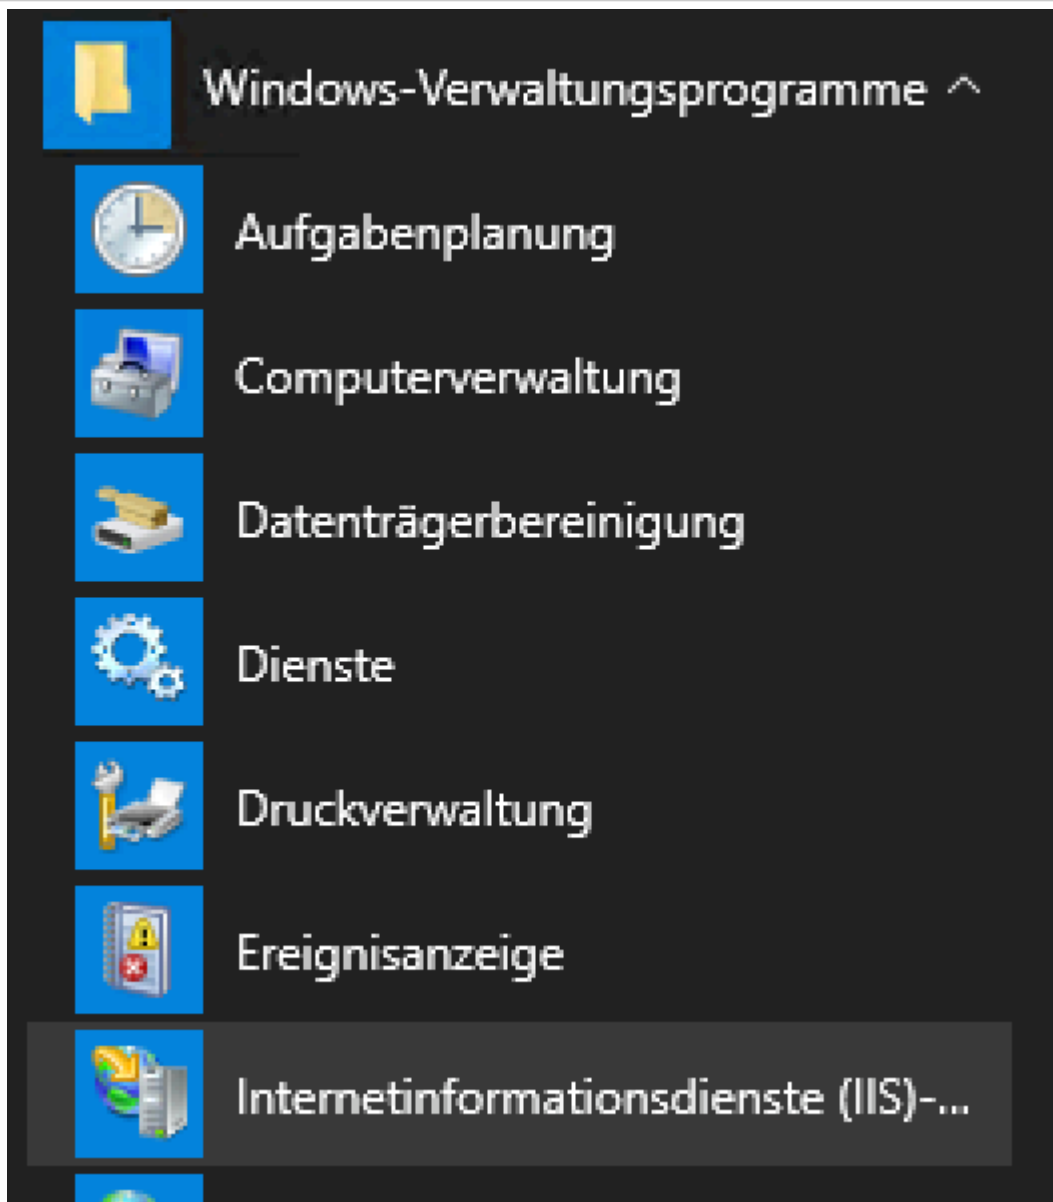 Windows-Verwaltungsprogramme
Aufgabenplanung
Computerverwaltung
Datenträgerbereinigung
Dienste
Druckverwaltung
Ereignisanzeige
Internetinformationsdienste (IIS)-...